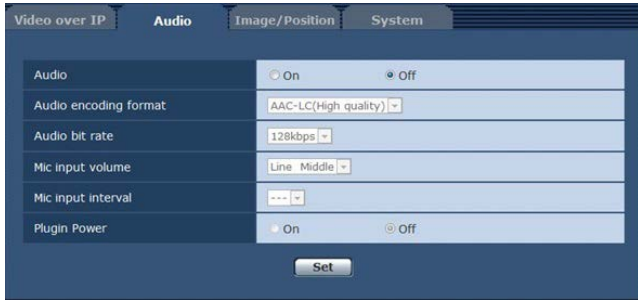 Video over IP Audio Image/Position System
Audio On Off
Audio encoding format AAC-LC(High quality)
Audio bit rate 128kbps
Mic input volume Line Middle
Mic input interval ---
Plugin Power On Off
Set